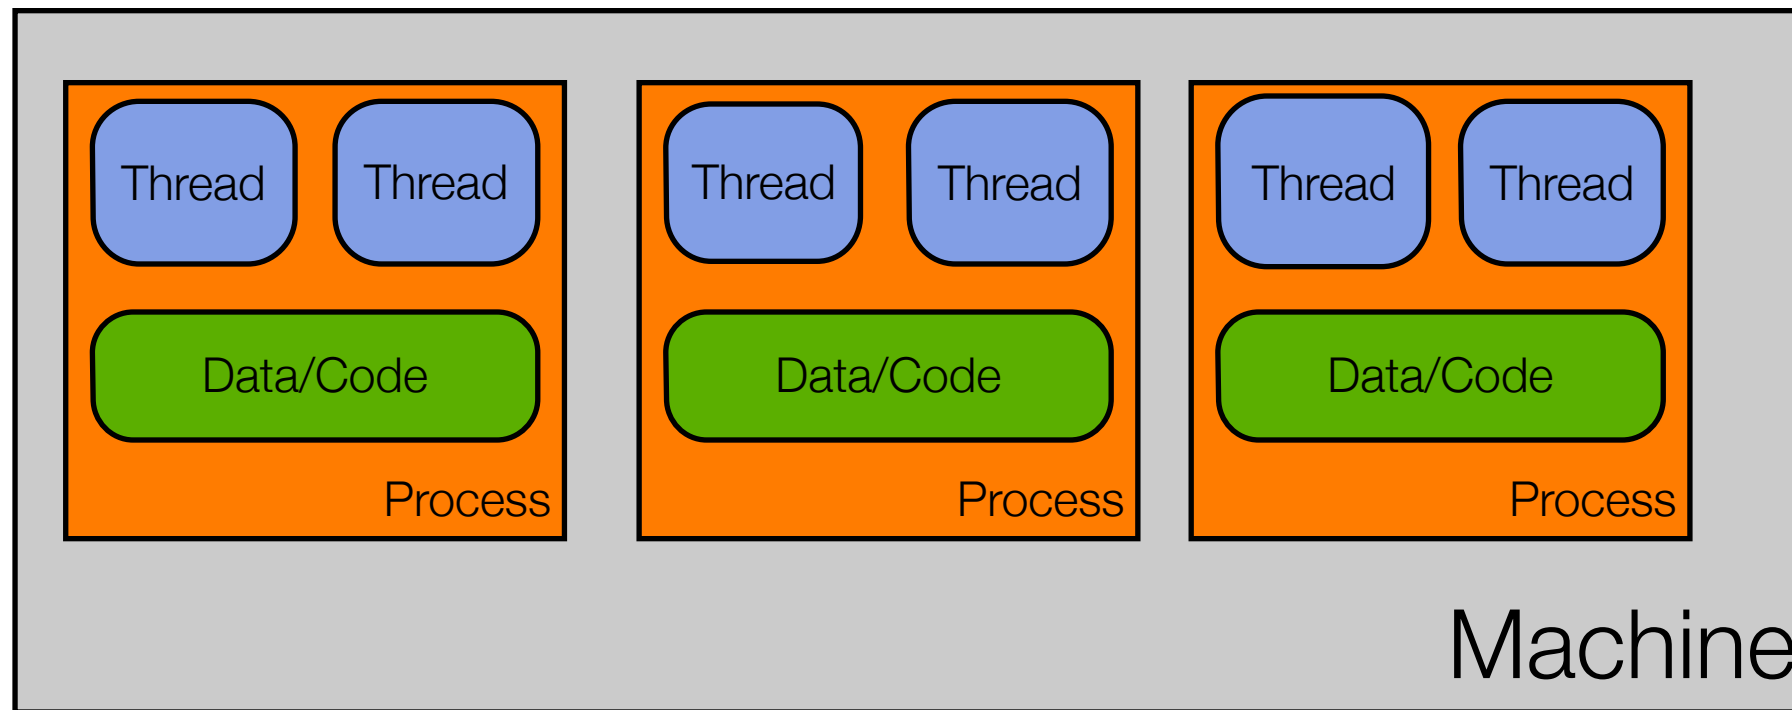 Thread Thread Thread Thread Thread Thread
Data/Code Data/Code Data/Code
Process Process Process
Machine